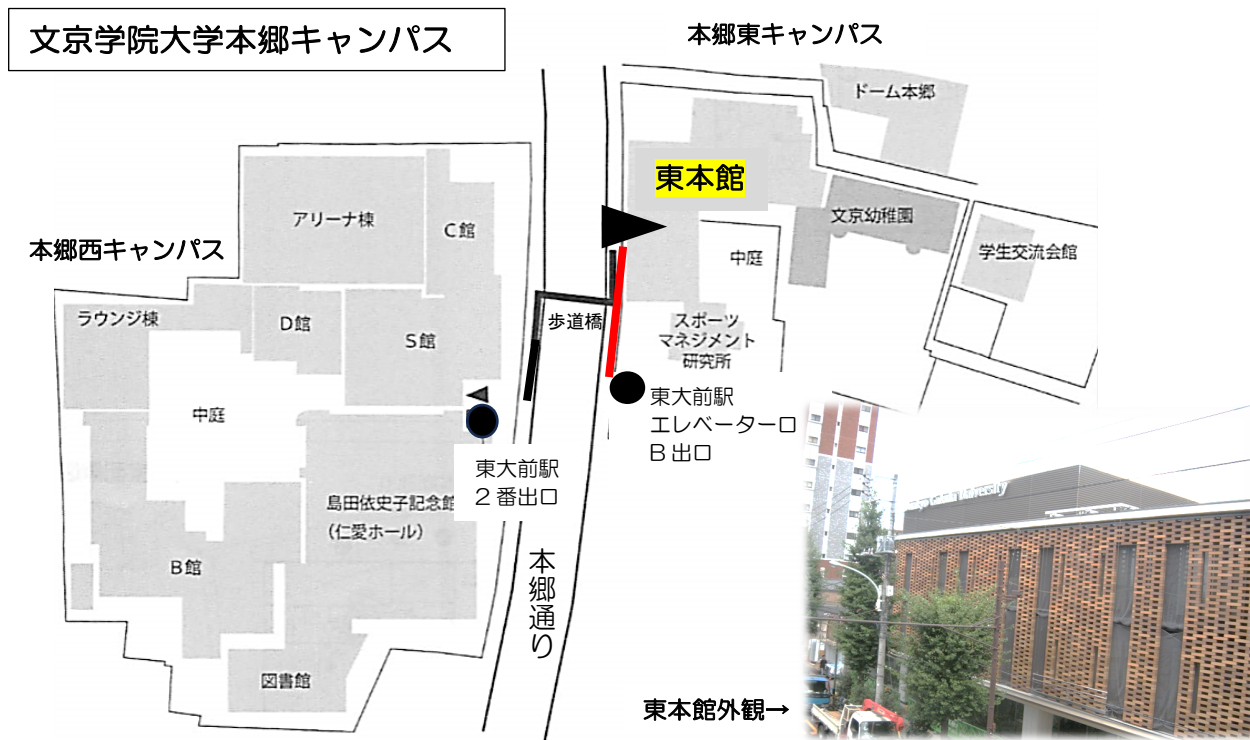 文京学院大学本郷キャンパス
本郷東キャンパス
ドーム本郷
東本館
文京幼稚園
学生交流会館
中庭
スポーツ
マネジメント
研究所
アリーナ棟
C館
本郷西キャンパス
ラウンジ棟
D館
S館
歩道橋
中庭
東大前駅
エレベーター口
B出口
東大前駅
2番出口
島田依史子記念館
(仁愛ホール)
B館
本郷通り
図書館
University
東本館外観→